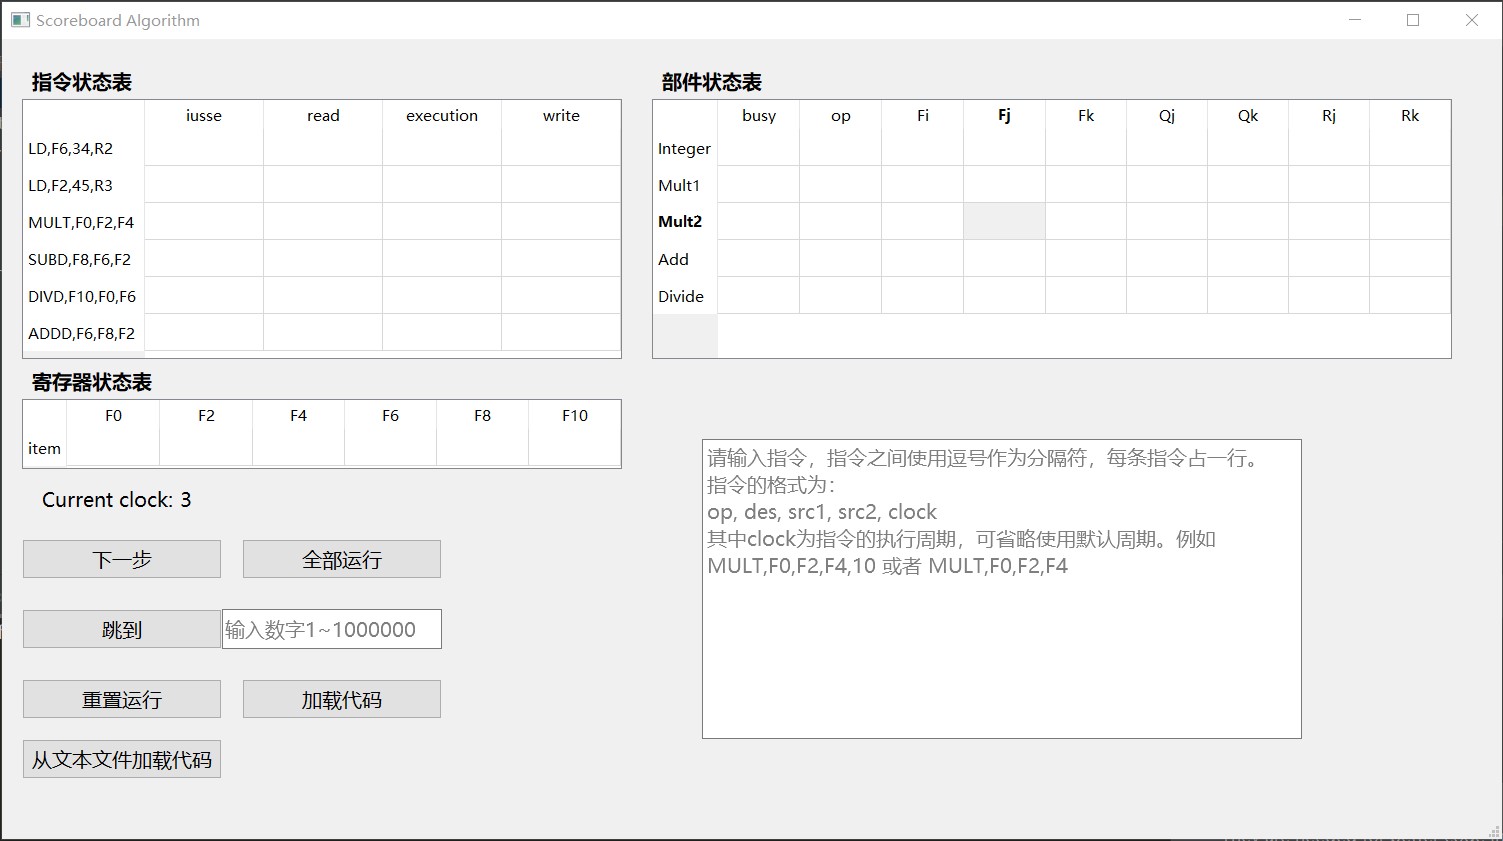 Scoreboard Algorithm
指令状态表
iusse read execution write
LD,F6,34,R2
LD,F2,45,R3
MULT,F0,F2,F4
SUBD,F8,F6,F2
DIVD,F10,F0,F6
ADDD,F6,F8,F2
部件状态表
busy op Fi Fj Fk Qj Qk Rj Rk
Integer
Mult1
Mult2
Add
Divide
寄存器状态表
F0 F2 F4 F6 F8 F10
item
Current clock: 3
下一步 全部运行
跳到 输入数字1~1000000
重置运行 加载代码
从文本文件加载代码
请输入指令，指令之间使用逗号作为分隔符，每条指令占一行。
指令的格式为：
op, des, src1, src2, clock
其中clock为指令的执行周期，可省略使用默认周期。例如
MULT,F0,F2,F4,10 或者 MULT,F0,F2,F4